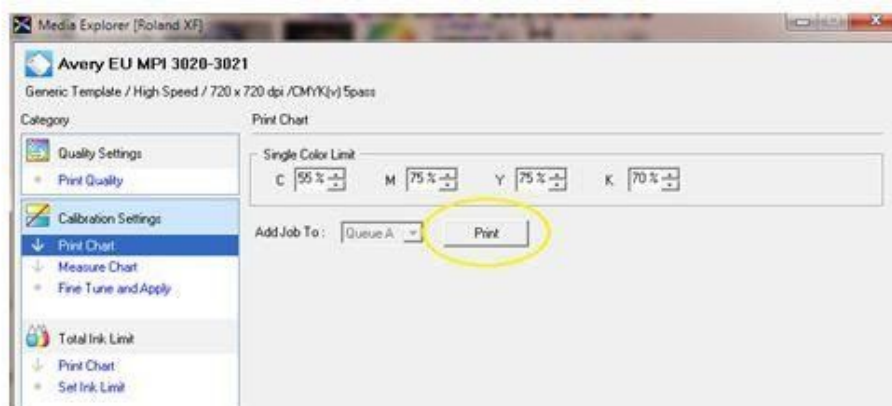 Media Explorer [Roland XF]
Avery EU MPI 3020-3021
Generic Template / High Speed / 720 x 720 dpi /CMYK(v) 5pass
Category
Print Chart
Quality Settings
Print Quality
Single Color Limit
C 55 % M 75 % Y 75 % K 70 %
Calibration Settings
Print Chart
Add Job To : Queue A Print
Measure Chart
Fine Tune and Apply
Total Ink Limit
Print Chart
Set Ink Limit